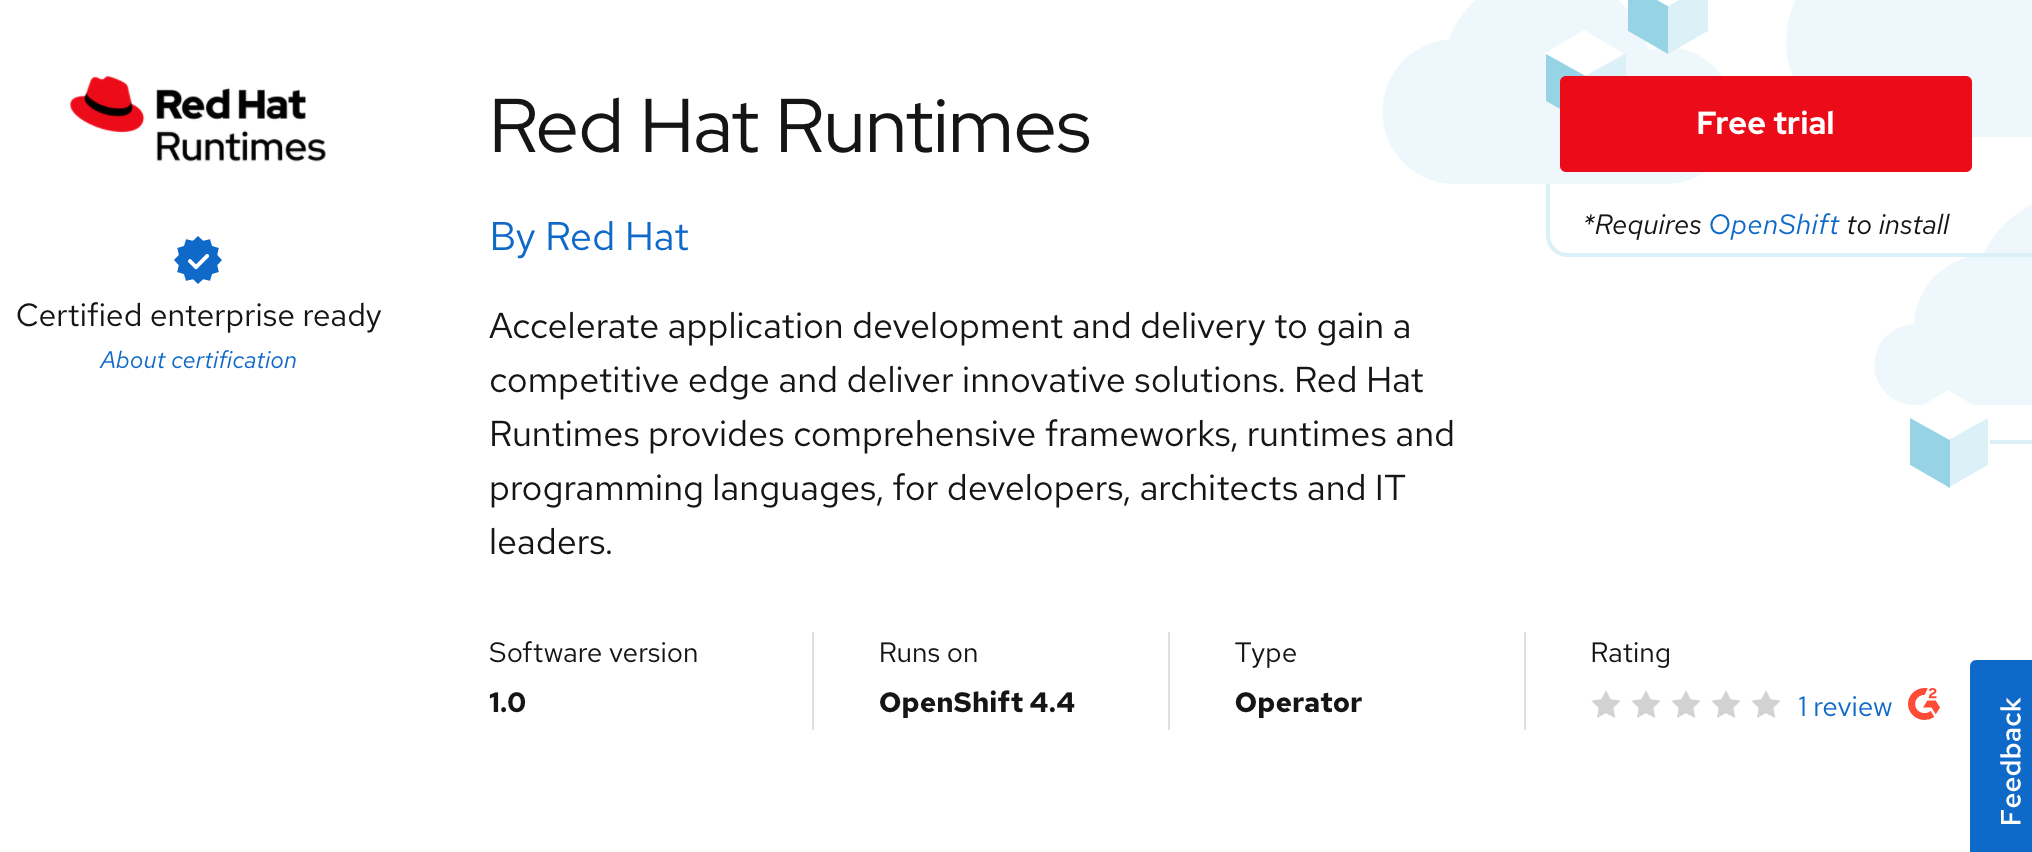 Red Hat
Runtimes
Certified enterprise ready
About certification
Red Hat Runtimes
By Red Hat
Accelerate application development and delivery to gain a
competitive edge and deliver innovative solutions. Red Hat
Runtimes provides comprehensive frameworks, runtimes and
programming languages, for developers, architects and IT
leaders.
Free trial
*Requires OpenShift to install
Software version
1.0
Runs on
OpenShift 4.4
Type
Operator
Rating
1 review G2
Feedback